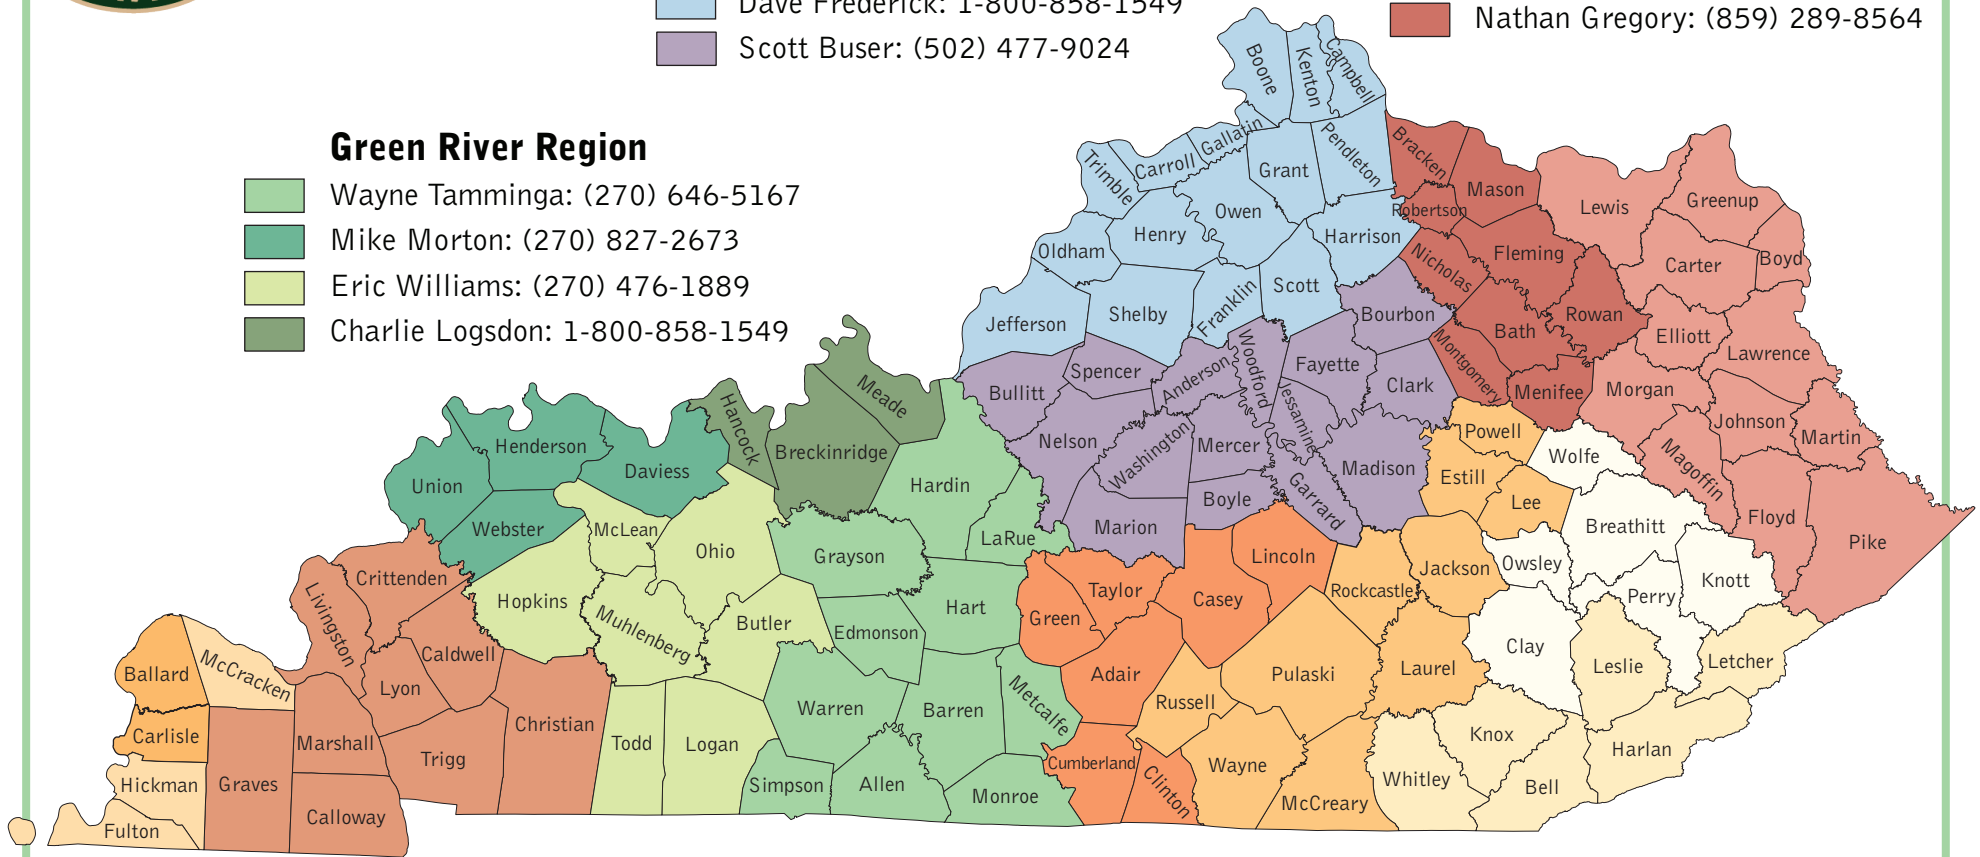 Dave Frederick: 1-800-858-1549
Scott Buser: (502) 477-9024
Nathan Gregory: (859) 289-8564
Green River Region
Wayne Tamminga: (270) 646-5167
Mike Morton: (270) 827-2673
Eric Williams: (270) 476-1889
Charlie Logsdon: 1-800-858-1549
Boone
Kenton
Campbell
Trimble
Carroll
Gallatin
Grant
Pendleton
Bracken
Mason
Robertson
Lewis
Greenup
Oldham
Henry
Owen
Harrison
Nicholas
Fleming
Carter
Boyd
Jefferson
Shelby
Franklin
Scott
Bourbon
Bath
Rowan
Elliott
Lawrence
Bullitt
Spencer
Anderson
Woodford
Fayette
Jessamine
Clark
Montgomery
Menifee
Morgan
Johnson
Martin
Magoffin
Hancock
Meade
Breckinridge
Henderson
Union
Daviess
Webster
Nelson
Washington
Mercer
Madison
Powell
Wolfe
Estill
Lee
Breathitt
Floyd
Pike
Hardin
LaRue
Marion
Boyle
Garrard
McLean
Ohio
Grayson
Lincoln
Jackson
Owsley
Knott
Perry
Crittenden
Livingston
Hopkins
Muhlenberg
Butler
Edmonson
Hart
Green
Taylor
Casey
Rockcastle
Laurel
Clay
Leslie
Letcher
Ballard
McCracken
Caldwell
Lyon
Christian
Warren
Barren
Metcalfe
Adair
Russell
Pulaski
Knox
Harlan
Carlisle
Marshall
Trigg
Todd
Logan
Simpson
Allen
Monroe
Cumberland
Clinton
Wayne
McCreary
Whitley
Bell
Hickman
Graves
Calloway
Fulton